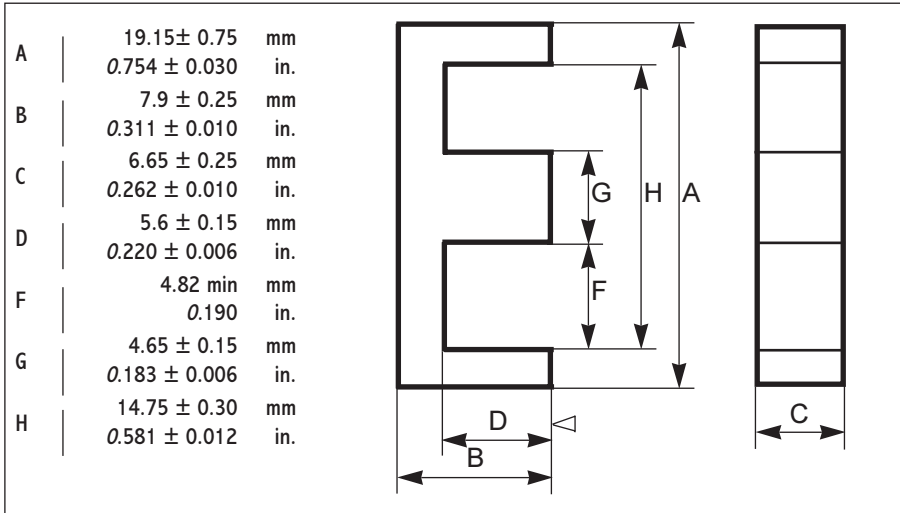 A 19.15± 0.75 mm
0.754 ± 0.030 in.
B 7.9 ± 0.25 mm
0.311 ± 0.010 in.
C 6.65 ± 0.25 mm
0.262 ± 0.010 in.
D 5.6 ± 0.15 mm
0.220 ± 0.006 in.
F 4.82 min mm
0.190 in.
G 4.65 ± 0.15 mm
0.183 ± 0.006 in.
H 14.75 ± 0.30 mm
0.581 ± 0.012 in.
G H A
F
D
B
C